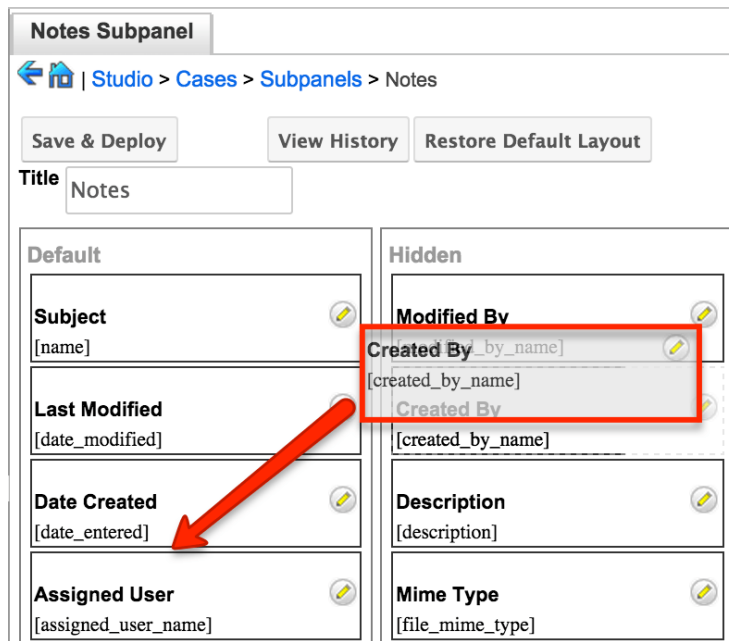 Notes Subpanel
| Studio > Cases > Subpanels > Notes
Save & Deploy View History Restore Default Layout
Title Notes
Default
Subject
[name]
Last Modified
[date_modified]
Date Created
[date_entered]
Assigned User
[assigned_user_name]
Hidden
Modified By
[modified_by_name]
Created By
[created_by_name]
Created By
[created_by_name]
Description
[description]
Mime Type
[file_mime_type]